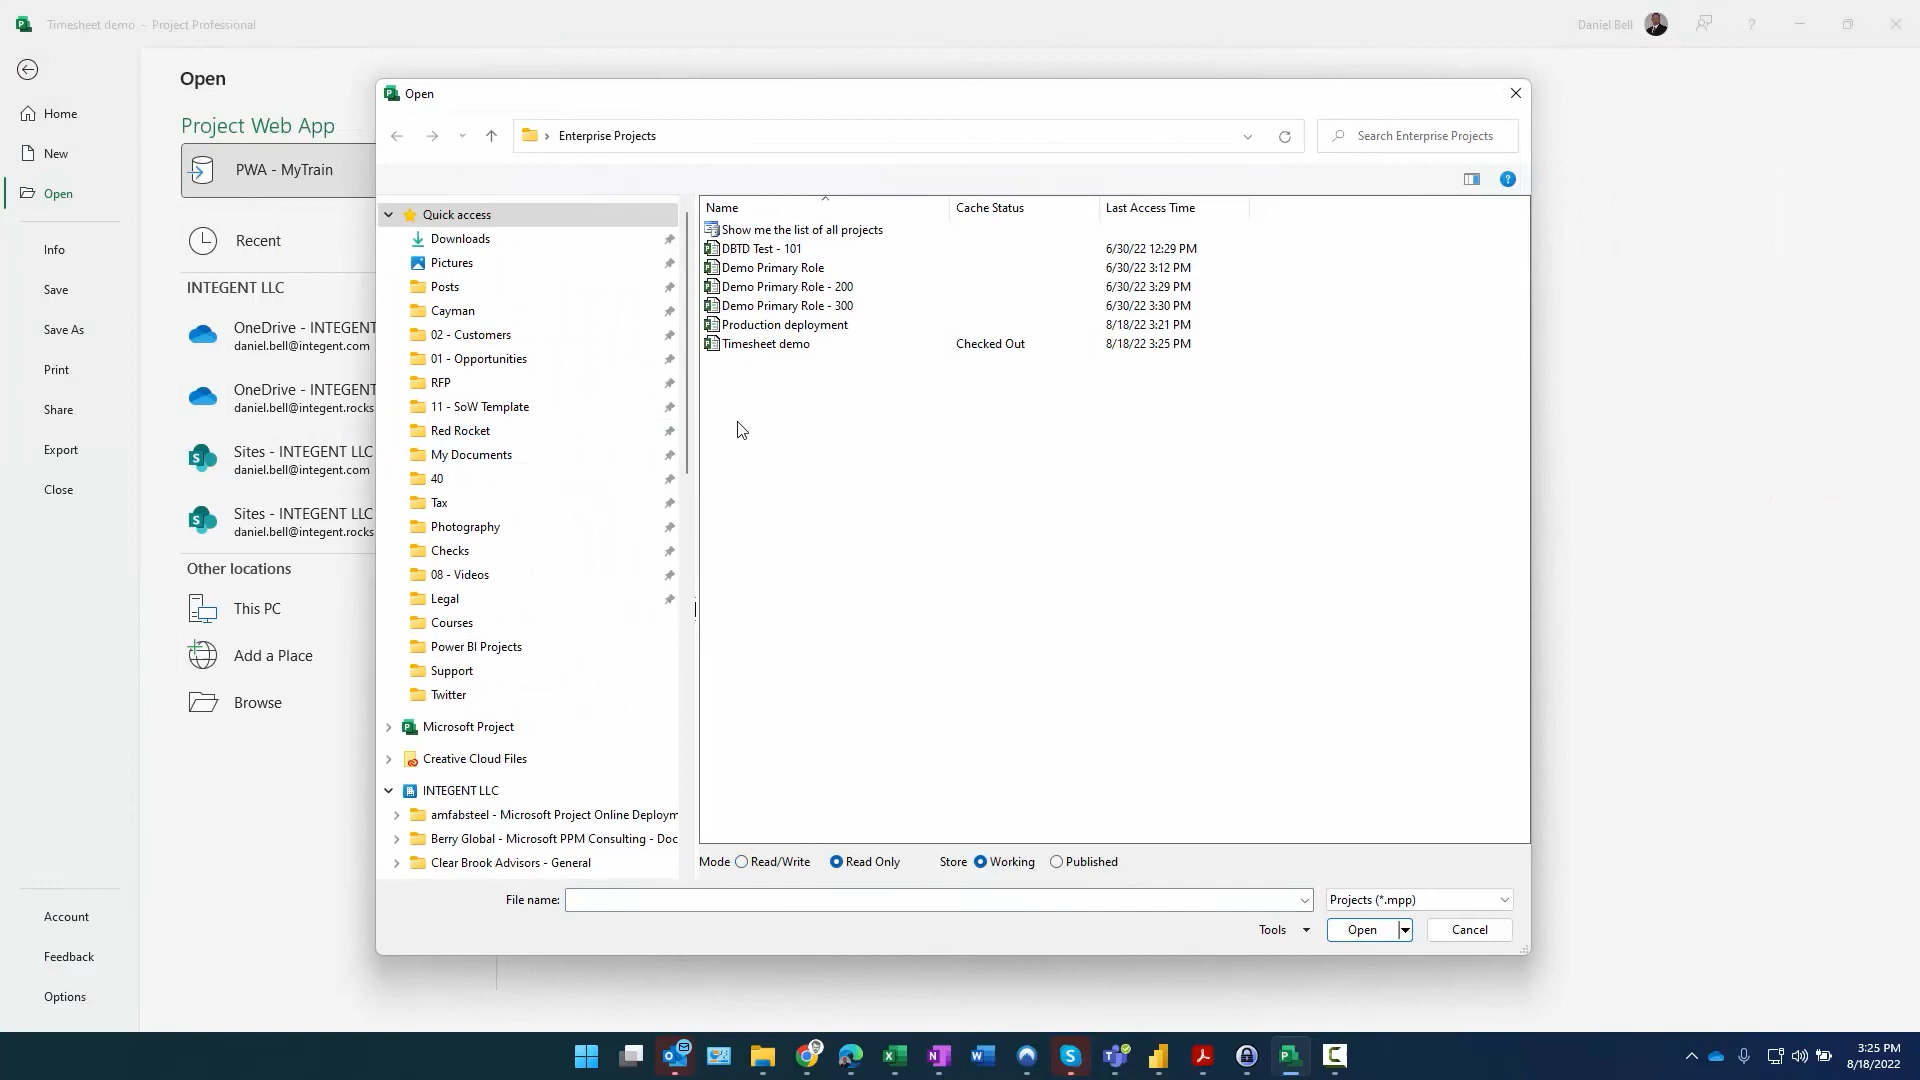 Timesheet demo - Project Professional
Daniel Bell
?
Open
Project Web App
PWA - MyTrain
Recent
INTEGENT LLC
OneDrive - INTEGENT
daniel.bell@integent.com
OneDrive - INTEGENT
daniel.bell@integent.rocks
Sites - INTEGENT LLC
daniel.bell@integent.com
Sites - INTEGENT LLC
daniel.bell@integent.rocks
Other locations
This PC
Add a Place
Browse
Home
New
Open
Info
Save
Save As
Print
Share
Export
Close
Account
Feedback
Options
Open
Enterprise Projects
Search Enterprise Projects
Quick access
Downloads
Pictures
Posts
Cayman
02 - Customers
01 - Opportunities
RFP
11 - SoW Template
Red Rocket
My Documents
40
Tax
Photography
Checks
08 - Videos
Legal
Courses
Power BI Projects
Support
Twitter
Microsoft Project
Creative Cloud Files
INTEGENT LLC
amfabsteel - Microsoft Project Online Deploym
Berry Global - Microsoft PPM Consulting - Doc
Clear Brook Advisors - General
Name Cache Status Last Access Time
Show me the list of all projects
DBTD Test - 101 6/30/22 12:29 PM
Demo Primary Role 6/30/22 3:12 PM
Demo Primary Role - 200 6/30/22 3:29 PM
Demo Primary Role - 300 6/30/22 3:30 PM
Production deployment 8/18/22 3:21 PM
Timesheet demo Checked Out 8/18/22 3:25 PM
Mode Read/Write Read Only Store Working Published
File name: Projects (*.mpp)
Tools Open Cancel
3:25 PM
8/18/2022